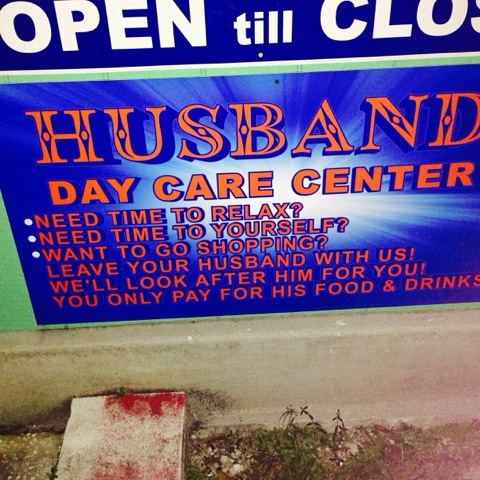 OPEN till CLOS
HUSBAND
DAY CARE CENTER
• NEED TIME TO RELAX?
• NEED TIME TO YOURSELF?
• WANT TO GO SHOPPING?
LEAVE YOUR HUSBAND WITH US!
WE'LL LOOK AFTER HIM FOR YOU!
YOU ONLY PAY FOR HIS FOOD & DRINKS